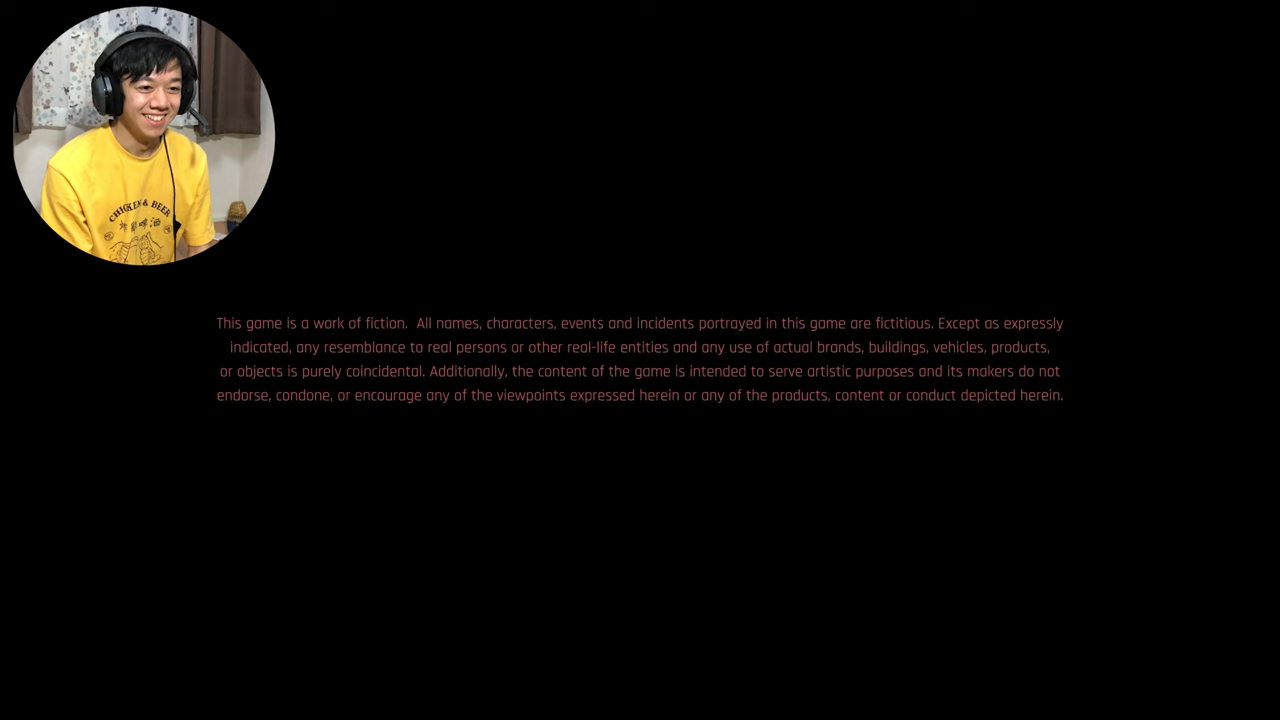 CHICKEN & BEER
啤酒
This game is a work of fiction.  All names, characters, events and incidents portrayed in this game are fictitious. Except as expressly
indicated, any resemblance to real persons or other real-life entities and any use of actual brands, buildings, vehicles, products,
or objects is purely coincidental. Additionally, the content of the game is intended to serve artistic purposes and its makers do not
endorse, condone, or encourage any of the viewpoints expressed herein or any of the products, content or conduct depicted herein.